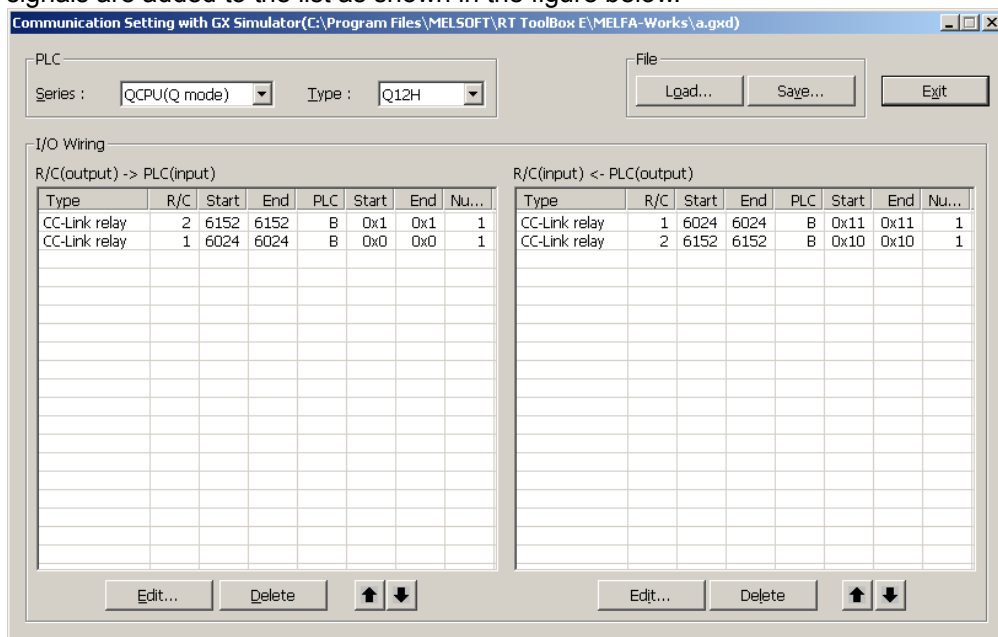 signals are added to the list as shown in the figure below.
Communication Setting with GX Simulator(C:\Program Files\MELSOFT\RT ToolBox E\MELFA-Works\a.gxd)
PLC
File
Series : QCPU(Q mode) Type : Q12H Load... Save... Exit
I/O Wiring
R/C(output) -> PLC(input) R/C(input) <- PLC(output)
Type R/C Start End PLC Start End Nu... Type R/C Start End PLC Start End Nu...
CC-Link relay 2 6152 6152 B 0x1 0x1 1 CC-Link relay 1 6024 6024 B 0x11 0x11 1
CC-Link relay 1 6024 6024 B 0x0 0x0 1 CC-Link relay 2 6152 6152 B 0x10 0x10 1
Edit... Delete Edit... Delete